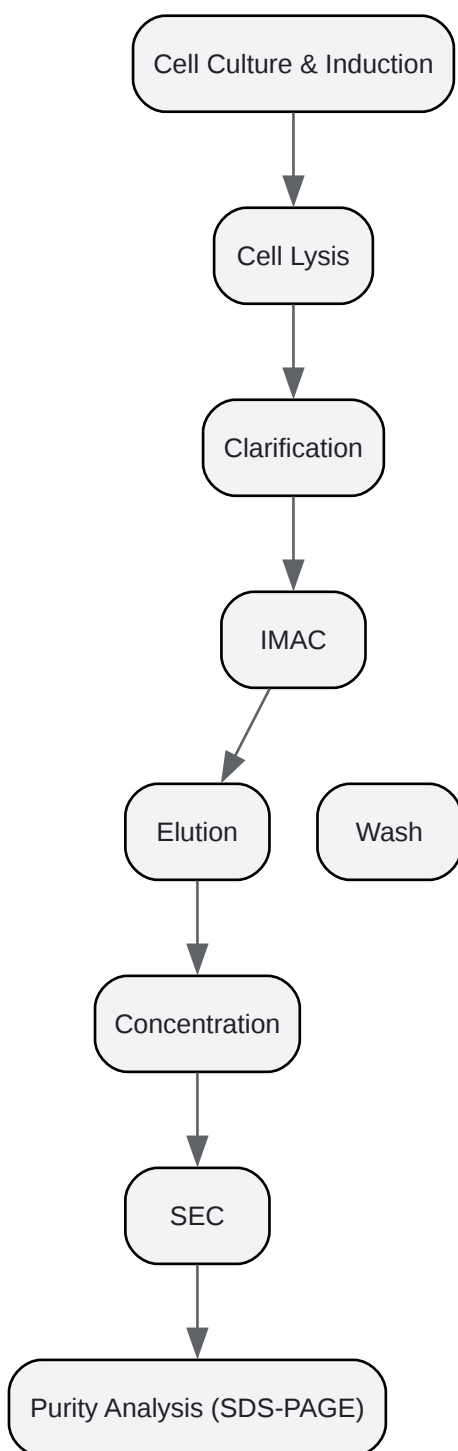 Cell Culture & Induction
Cell Lysis
Clarification
IMAC
Elution
Wash
Concentration
SEC
Purity Analysis (SDS-PAGE)